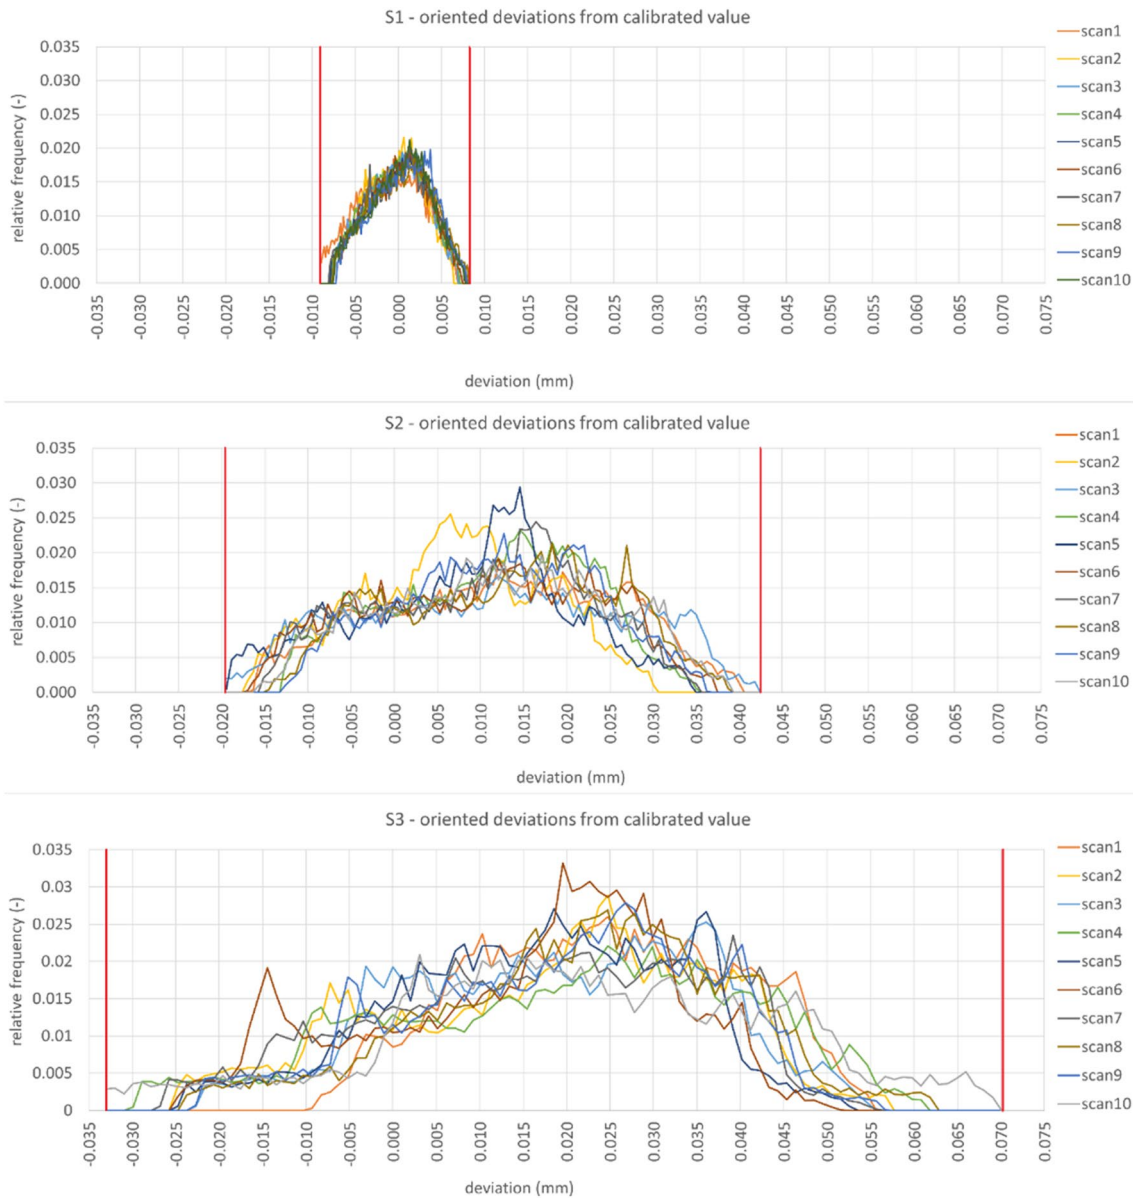 S1 - oriented deviations from calibrated value
relative frequency (-)
0.035
0.030
0.025
0.020
0.015
0.010
0.005
0.000
-0.035
-0.030
-0.025
-0.020
-0.015
-0.010
-0.005
0.000
0.005
0.010
0.015
0.020
0.025
0.030
0.035
0.040
0.045
0.050
0.055
0.060
0.065
0.070
0.075
deviation (mm)
scan1
scan2
scan3
scan4
scan5
scan6
scan7
scan8
scan9
scan10
S2 - oriented deviations from calibrated value
relative frequency (-)
0.035
0.030
0.025
0.020
0.015
0.010
0.005
0.000
-0.035
-0.030
-0.025
-0.020
-0.015
-0.010
-0.005
0.000
0.005
0.010
0.015
0.020
0.025
0.030
0.035
0.040
0.045
0.050
0.055
0.060
0.065
0.070
0.075
deviation (mm)
scan1
scan2
scan3
scan4
scan5
scan6
scan7
scan8
scan9
scan10
S3 - oriented deviations from calibrated value
relative frequency (-)
0.035
0.03
0.025
0.02
0.015
0.01
0.005
0
-0.035
-0.030
-0.025
-0.020
-0.015
-0.010
-0.005
0.000
0.005
0.010
0.015
0.020
0.025
0.030
0.035
0.040
0.045
0.050
0.055
0.060
0.065
0.070
0.075
deviation (mm)
scan1
scan2
scan3
scan4
scan5
scan6
scan7
scan8
scan9
scan10